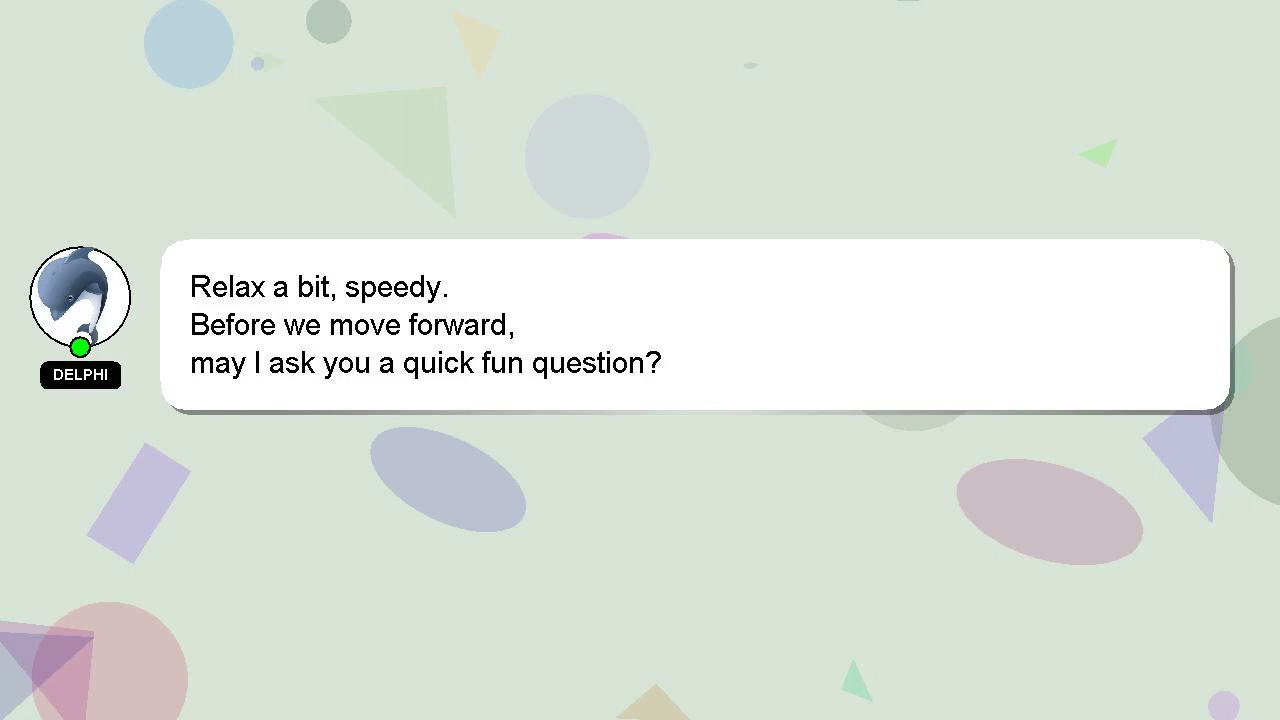 Relax a bit, speedy.
Before we move forward,
may I ask you a quick fun question?
DELPHI